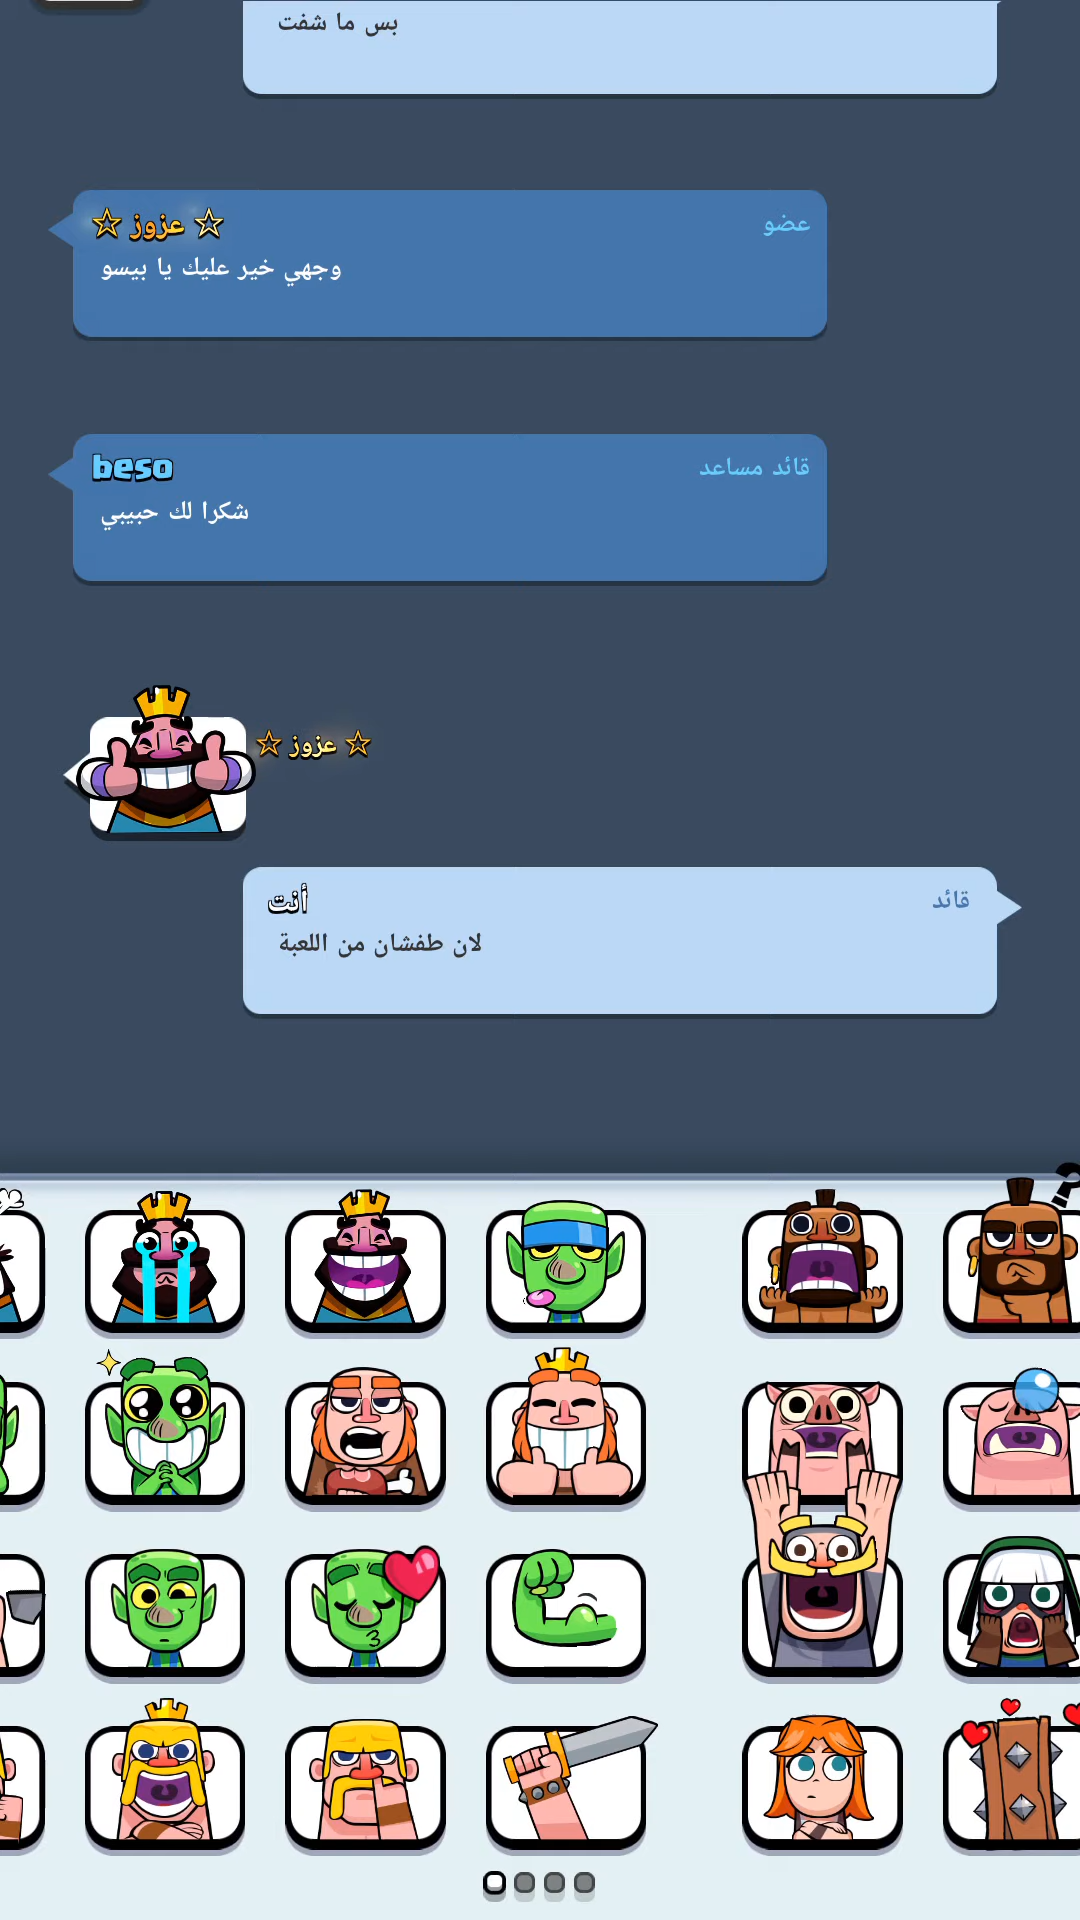 بس ما شفت
☆ عزوز ☆
عضو
وجهي خير عليك يا بيسو
beso
قائد مساعد
شكرا لك حبيبي
☆ عزوز ☆
أنت
قائد
لان طفشان من اللعبة
?